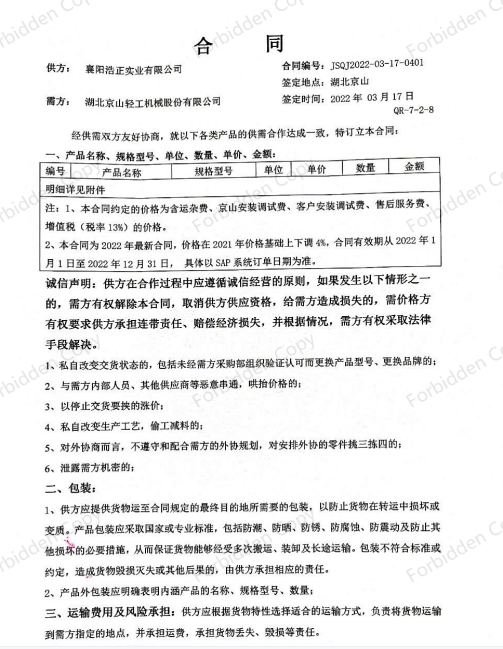 合 同
供方： 襄阳浩正实业有限公司 合同编号：JSQJ2022-03-17-0401
签定地点：湖北京山
需方： 湖北京山轻工机械股份有限公司 签定时间：2022年 03月 17日
QR-7-2-8
经供需双方友好协商，就以下各类产品的供需合作达成一致，特订立本合同：
一、产品名称、规格型号、单位、数量、单价、金额：
编号 产品名称 规格型号 单位 单价 数量 金额
明细详见附件
注：1、本合同约定的价格为含运杂费、京山安装调试费、客户安装调试费、售后服务费、
增值税（税率13%）的价格。
2、本合同为 2022 年最新合同，价格在 2021 年价格基础上下调 4%，合同有效期从 2022 年 1
月 1 日至 2022 年 12 月 31 日， 具体以 SAP 系统订单日期为准。
诚信声明：供方在合作过程中应遵循诚信经营的原则，如果发生以下情形之一
的，需方有权解除本合同，取消供方供应资格，给需方造成损失的，需价格方
有权要求供方承担连带责任、赔偿经济损失，并根据情况，需方有权采取法律
手段解决。
1、私自改变交货状态的，包括未经需方采购部组织验证认可而更换产品型号、更换品牌的；
2、与需方内部人员、其他供应商等恶意串通，哄抬价格的；
3、以停止交货要挟的涨价；
4、私自改变生产工艺，偷工减料的；
5、对外协商而言，不遵守和配合需方的外协规划，对安排外协的零件挑三拣四的；
6、泄露需方机密的；
二、包装：
1、供方应提供货物运至合同规定的最终目的地所需要的包装，以防止货物在转运中损坏或
变质。产品包装应采取国家或专业标准，包括防潮、防晒、防锈、防腐蚀、防震动及防止其
他损坏的必要措施，从而保证货物能够经受多次搬运、装卸及长途运输。包装不符合标准或
约定，造成货物毁损灭失或其他后果的，由供方承担相应的责任。
2、产品外包装应明确表明内涵产品的名称、规格型号、数量；
三、运输费用及风险承担：供方应根据货物特性选择适合的运输方式，负责将货物运输
到需方指定的地点，并承担运费，承担货物丢失、毁损等责任。
Forbidden Copy